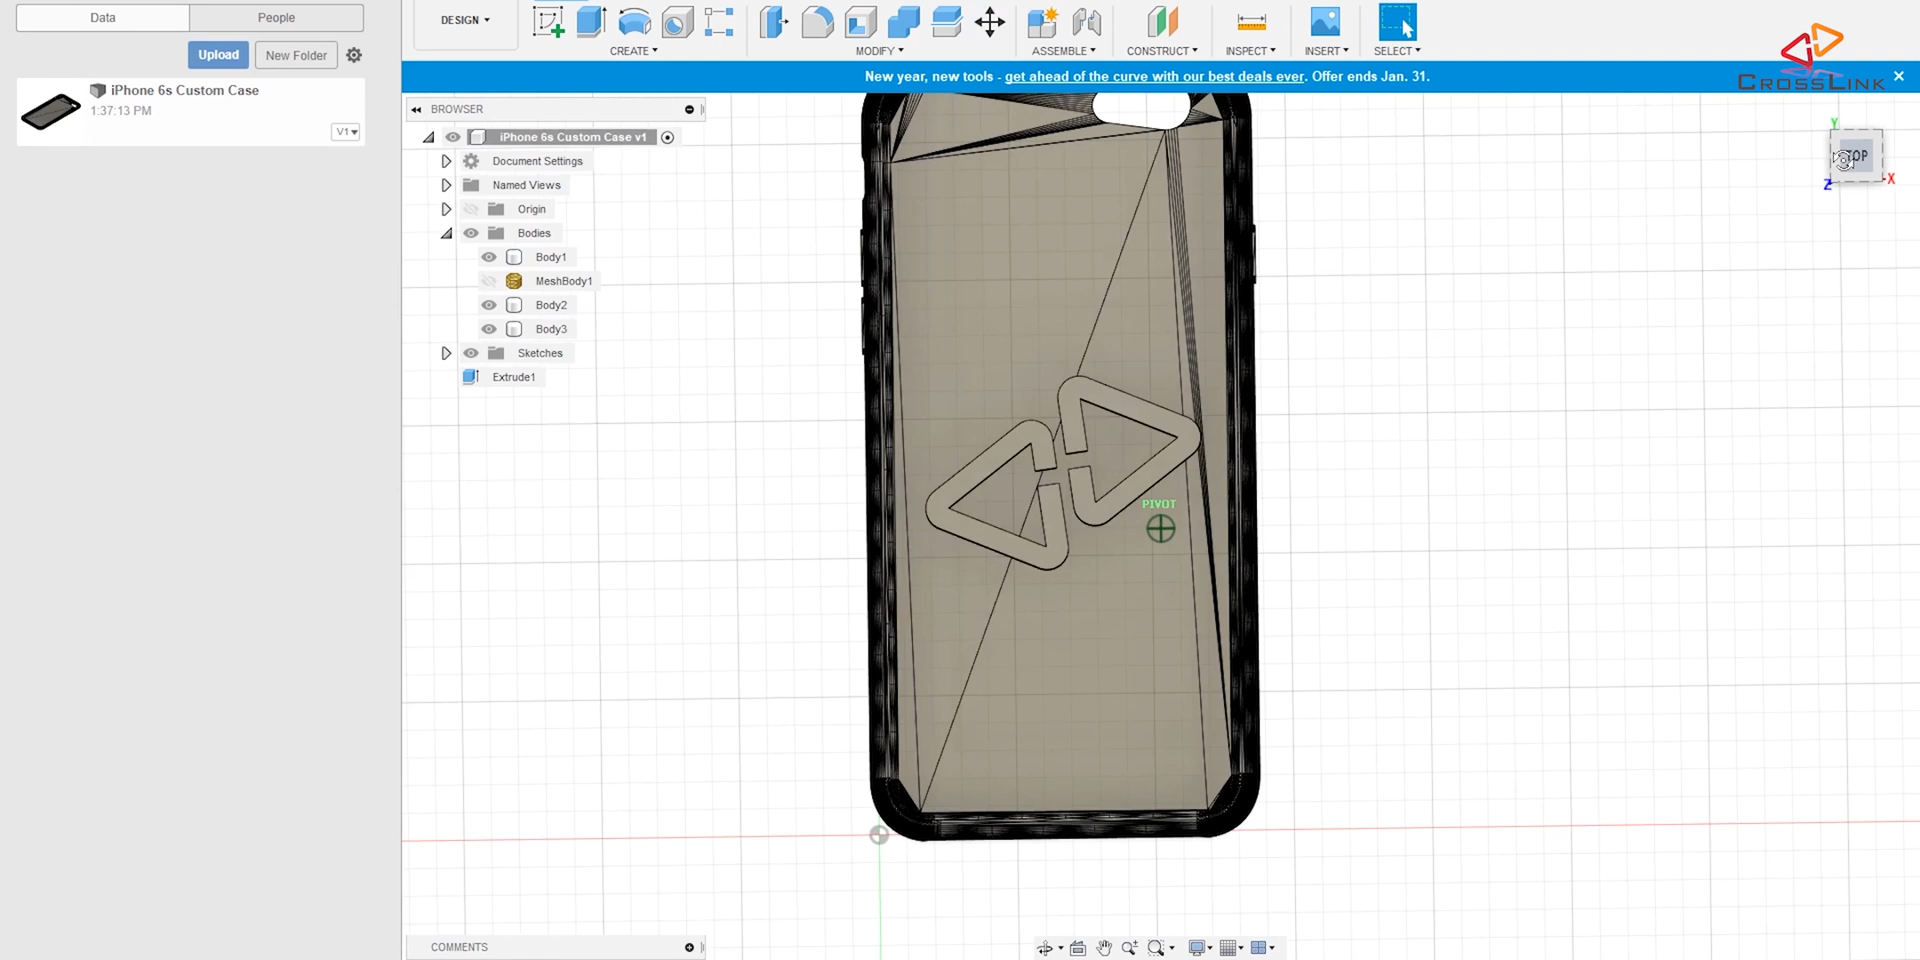 Data
People
Upload
New Folder
iPhone 6s Custom Case
1:37:13 PM
V1▾
DESIGN ▾
CREATE ▾
MODIFY ▾
ASSEMBLE ▾
CONSTRUCT ▾
INSPECT ▾
INSERT ▾
SELECT ▾
CROSSLINK
New year, new tools - get ahead of the curve with our best deals ever. Offer ends Jan. 31.
BROWSER
iPhone 6s Custom Case v1
Document Settings
Named Views
Origin
Bodies
Body1
MeshBody1
Body2
Body3
Sketches
Extrude1
Y
TOP
Z
X
PIVOT
COMMENTS